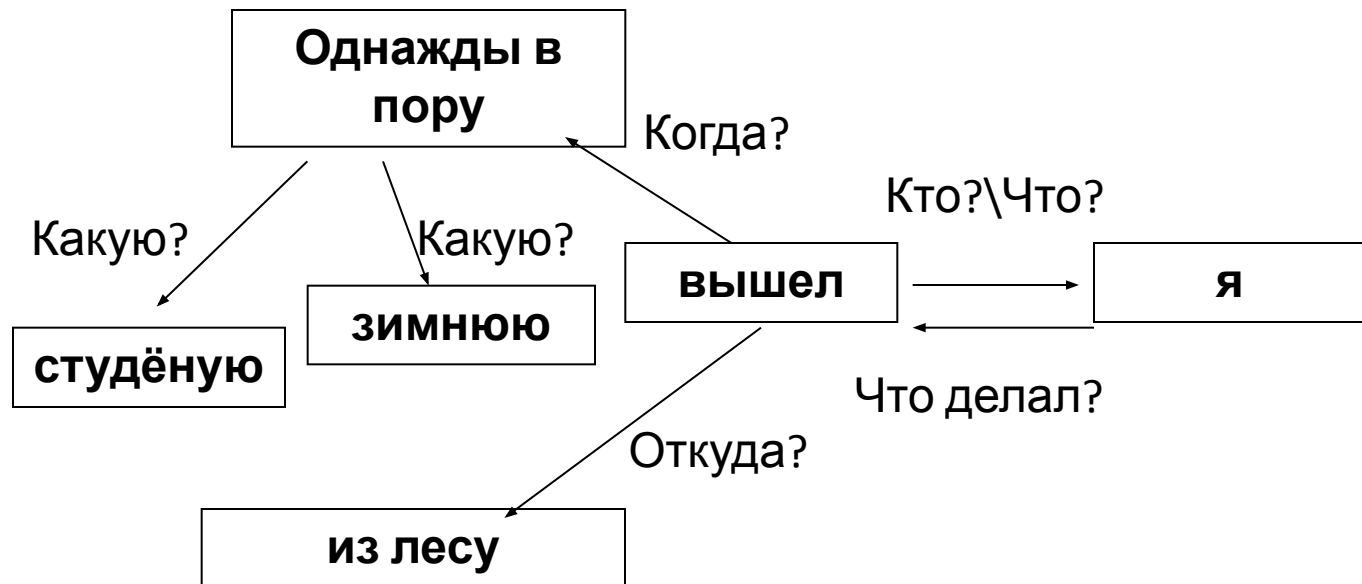 Однажды в
пору
Когда?
Кто?\Что?
Какую?
Какую?
вышел
я
зимнюю
студёную
Что делал?
Откуда?
из лесу